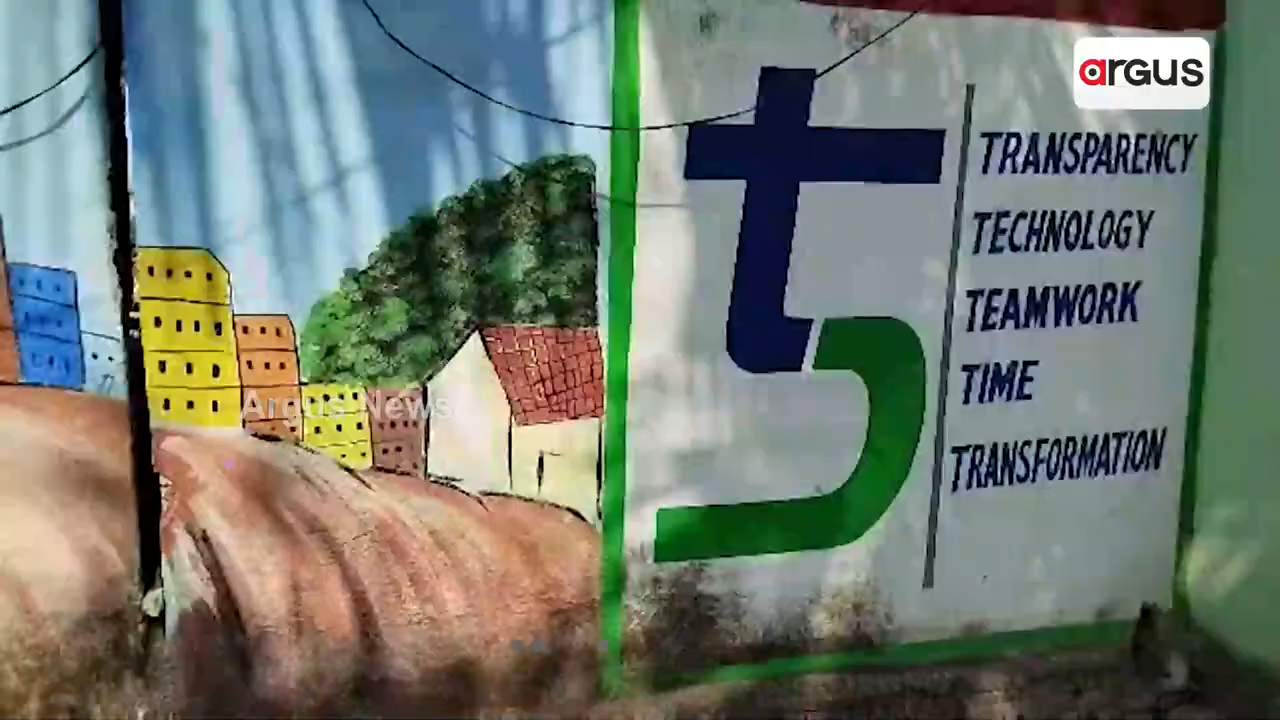 argus
5
TRANSPARENCY
TECHNOLOGY
TEAMWORK
TIME
TRANSFORMATION
Argus News